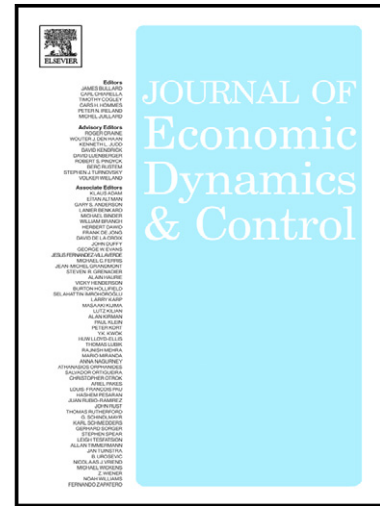 ELSEVIER
Editors
JAMES BULLARD
CARL CHIARELLA
TIMOTHY COGLEY
CARS H. HOMMES
PETER N. IRELAND
MICHEL JUILLARD
Advisory Editors
ROGER CRAINE
WOUTER J. DEN HAAN
KENNETH L. JUDD
DAVID KENDRICK
DAVID LUENBERGER
ROBERT S. PINDYCK
BERÇ RUSTEM
STEPHEN J. TURNOVSKY
VOLKER WIELAND
Associate Editors
KLAUS ADAM
EITAN ALTMAN
GARY S. ANDERSON
LANIER BENKARD
MICHAEL BINDER
WILLIAM BRANCH
HERBERT DAWID
FRANK DE JONG
DAVID DE LA CROIX
JOHN DUFFY
GEORGE W. EVANS
JESUS FERNANDEZ-VILLAVERDE
MICHAEL C. FERRIS
JEAN-MICHEL GRANDMONT
STEVEN R. GRENADIER
ALAIN HAURIE
VICKY HENDERSON
BURTON HOLLIFIELD
SELAHATTIN IMROHOROGLU
LARRY KARP
MASAAKI KIJIMA
LUTZ KILIAN
ALAN KIRMAN
PAUL KLEIN
PETER KORT
Y.K. KWOK
HUW LLOYD-ELLIS
THOMAS LUBIK
RAJNISH MEHRA
MARIO MIRANDA
ANNA NAGURNEY
ATHANASIOS ORPHANIDES
SALVADOR ORTIGUEIRA
CHRISTOPHER OTROK
ARIEL PAKES
LOUIS FRANÇOIS PAU
HASHEM PESARAN
JUAN RUBIO-RAMIREZ
JOHN RUST
THOMAS RUTHERFORD
KARL SCHMEDDERS
GERHARD SORGER
STEPHEN SPEAR
LEIGH TESFATSION
ALLAN TIMMERMANN
JAN TUINSTRA
B. UROSEVIC
NICOLAAS J. VRIEND
MICHAEL WICKENS
Z. WIENER
NOAH WILLIAMS
FERNANDO ZAPATERO
JOURNAL OF
Economic
Dynamics
& Control